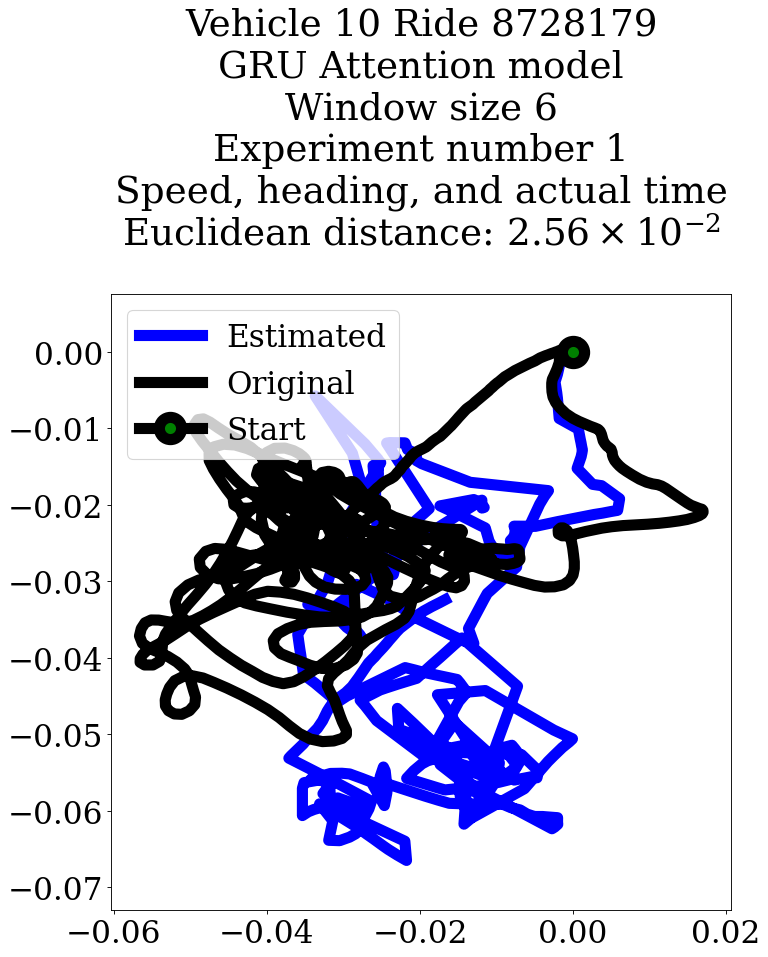 Vehicle 10 Ride 8728179
GRU Attention model
Window size 6
Experiment number 1
Speed, heading, and actual time
Euclidean distance: 2.56 × 10⁻²
Estimated
Original
Start
0.00
−0.01
−0.02
−0.03
−0.04
−0.05
−0.06
−0.07
−0.06 −0.04 −0.02 0.00 0.02